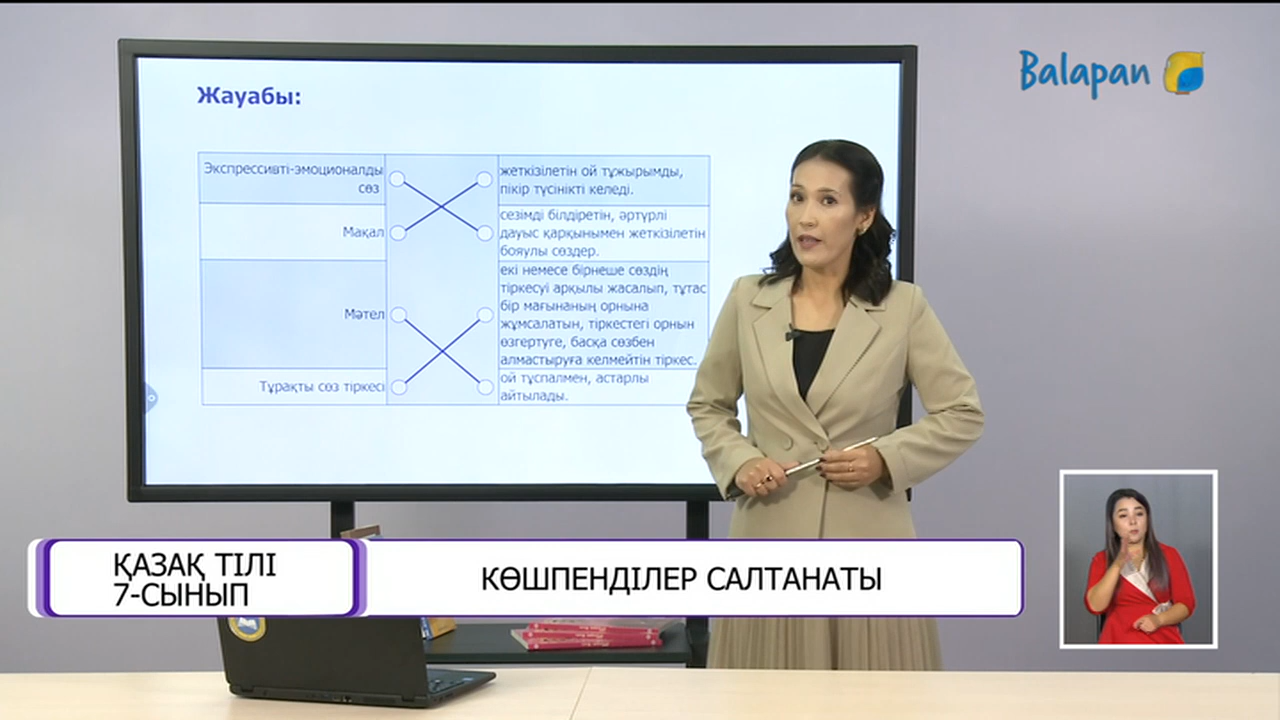 Balapan
Жауабы:
Экспрессивті-эмоционалды
сөз
жеткізілетін ой тұжырымды,
пікір түсінікті келеді.
Мақал
сезімді білдіретін, әртүрлі
дауыс қарқынымен жеткізілетін
бояулы сөздер.
Мәтел
екі немесе бірнеше сөздің
тіркесуі арқылы жасалып, тұтас
бір мағынаның орнына
жұмсалатын, тіркестегі орнын
өзгертуге, басқа сөзбен
алмастыруға келмейтін тіркес.
Тұрақты сөз тіркесі
ой тұспалмен, астарлы
айтылады.
ҚАЗАҚ ТІЛІ
7-СЫНЫП
КӨШПЕНДІЛЕР САЛТАНАТЫ